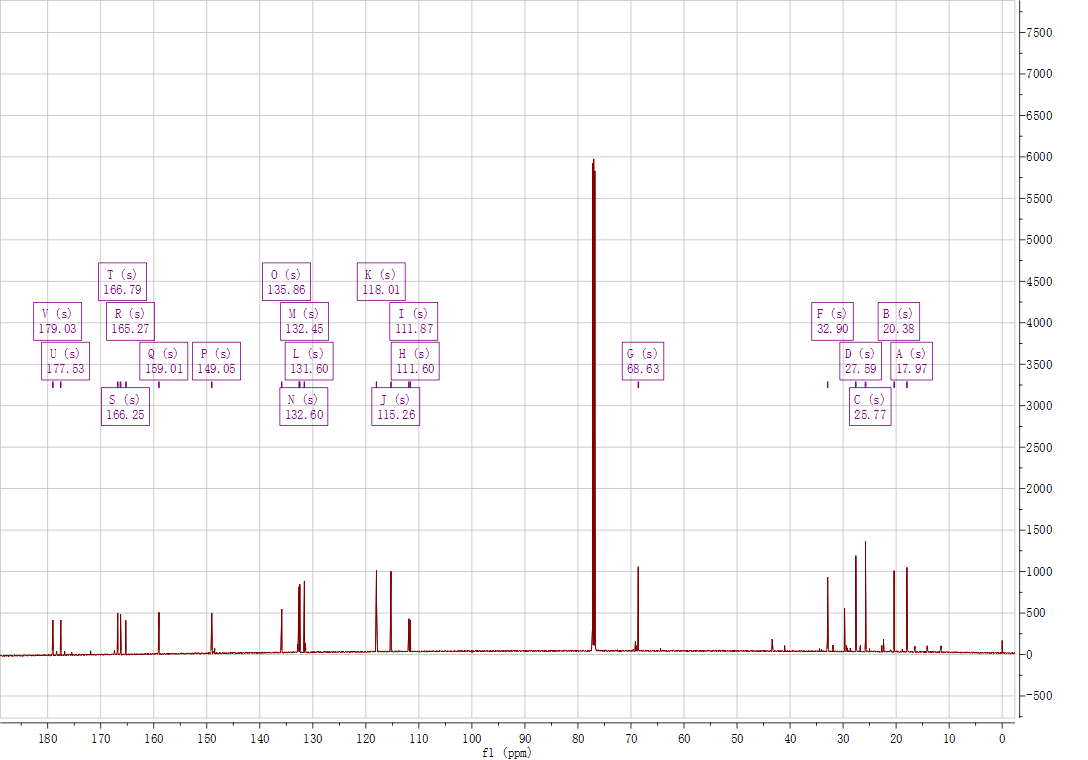 T (s)
166.79
O (s)
135.86
K (s)
118.01
V (s)
179.03
R (s)
165.27
M (s)
132.45
I (s)
111.87
F (s)
32.90
B (s)
20.38
U (s)
177.53
Q (s)
159.01
P (s)
149.05
L (s)
131.60
H (s)
111.60
G (s)
68.63
D (s)
27.59
A (s)
17.97
S (s)
166.25
N (s)
132.60
J (s)
115.26
C (s)
25.77
7500
7000
6500
6000
5500
5000
4500
4000
3500
3000
2500
2000
1500
1000
500
0
-500
180 170 160 150 140 130 120 110 100 90 80 70 60 50 40 30 20 10 0
f1 (ppm)